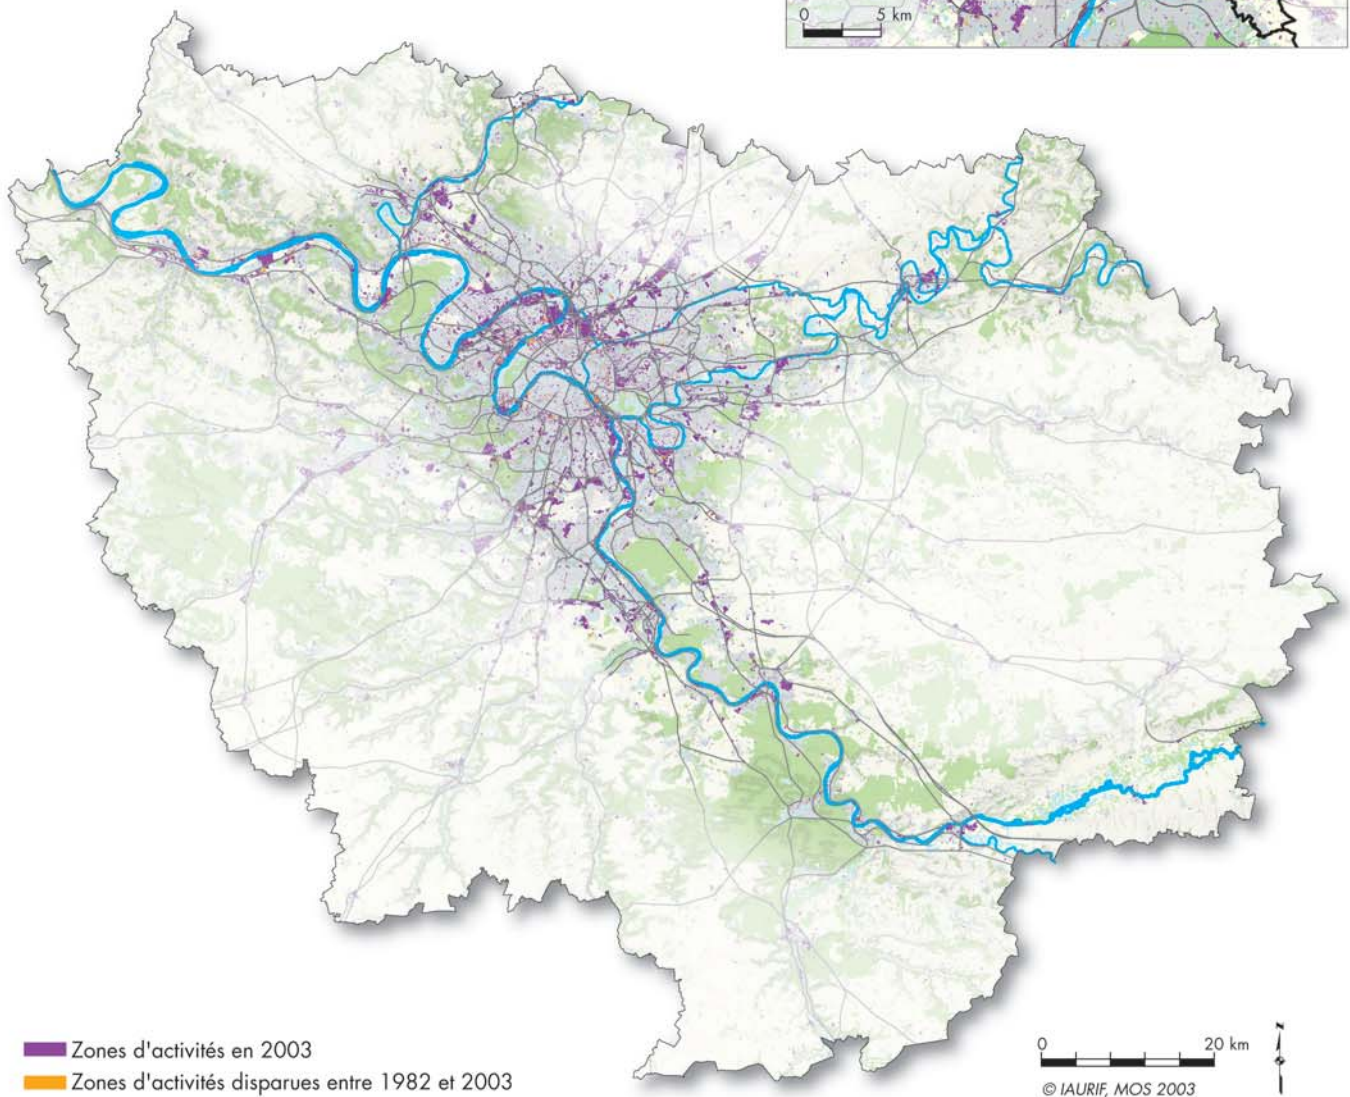 0 5 km
Zones d'activités en 2003
Zones d'activités disparues entre 1982 et 2003
0 20 km
N
© IAURIF, MOS 2003